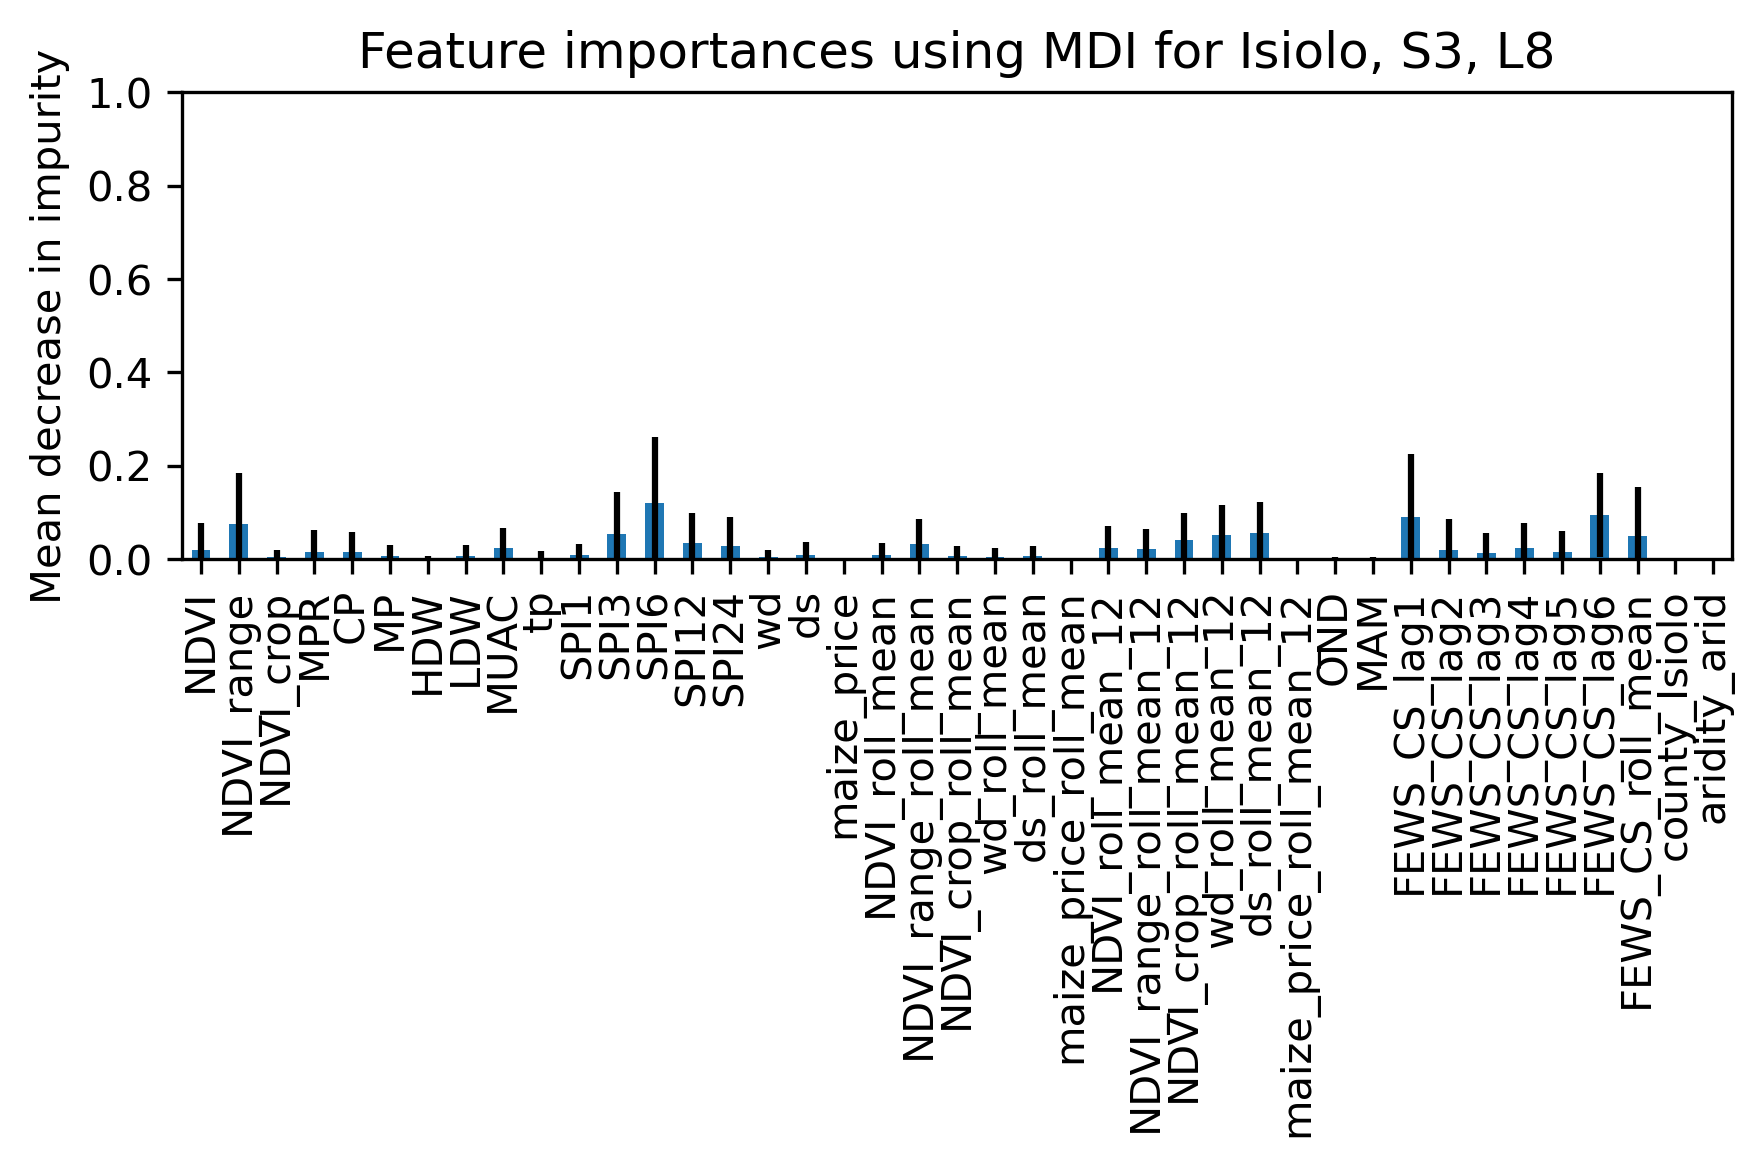 Feature importances using MDI for Isiolo, S3, L8
Mean decrease in impurity
1.0
0.8
0.6
0.4
0.2
0.0
NDVI
NDVI_range
NDVI_crop
MPR
CP
MP
HDW
LDW
MUAC
tp
SPI1
SPI3
SPI6
SPI12
SPI24
wd
ds
maize_price
NDVI_roll_mean
NDVI_range_roll_mean
NDVI_crop_roll_mean
wd_roll_mean
ds_roll_mean
maize_price_roll_mean
NDVI_roll_mean_12
NDVI_range_roll_mean_12
NDVI_crop_roll_mean_12
wd_roll_mean_12
ds_roll_mean_12
maize_price_roll_mean_12
OND
MAM
FEWS_CS_lag1
FEWS_CS_lag2
FEWS_CS_lag3
FEWS_CS_lag4
FEWS_CS_lag5
FEWS_CS_lag6
FEWS_CS_roll_mean
county_Isiolo
aridity_arid